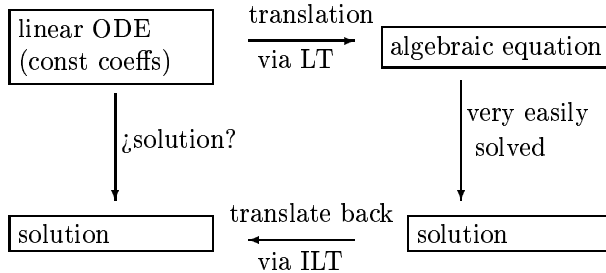 linear ODE
(const coeffs)
translation
via LT
algebraic equation
¿solution?
very easily
solved
solution
translate back
via ILT
solution